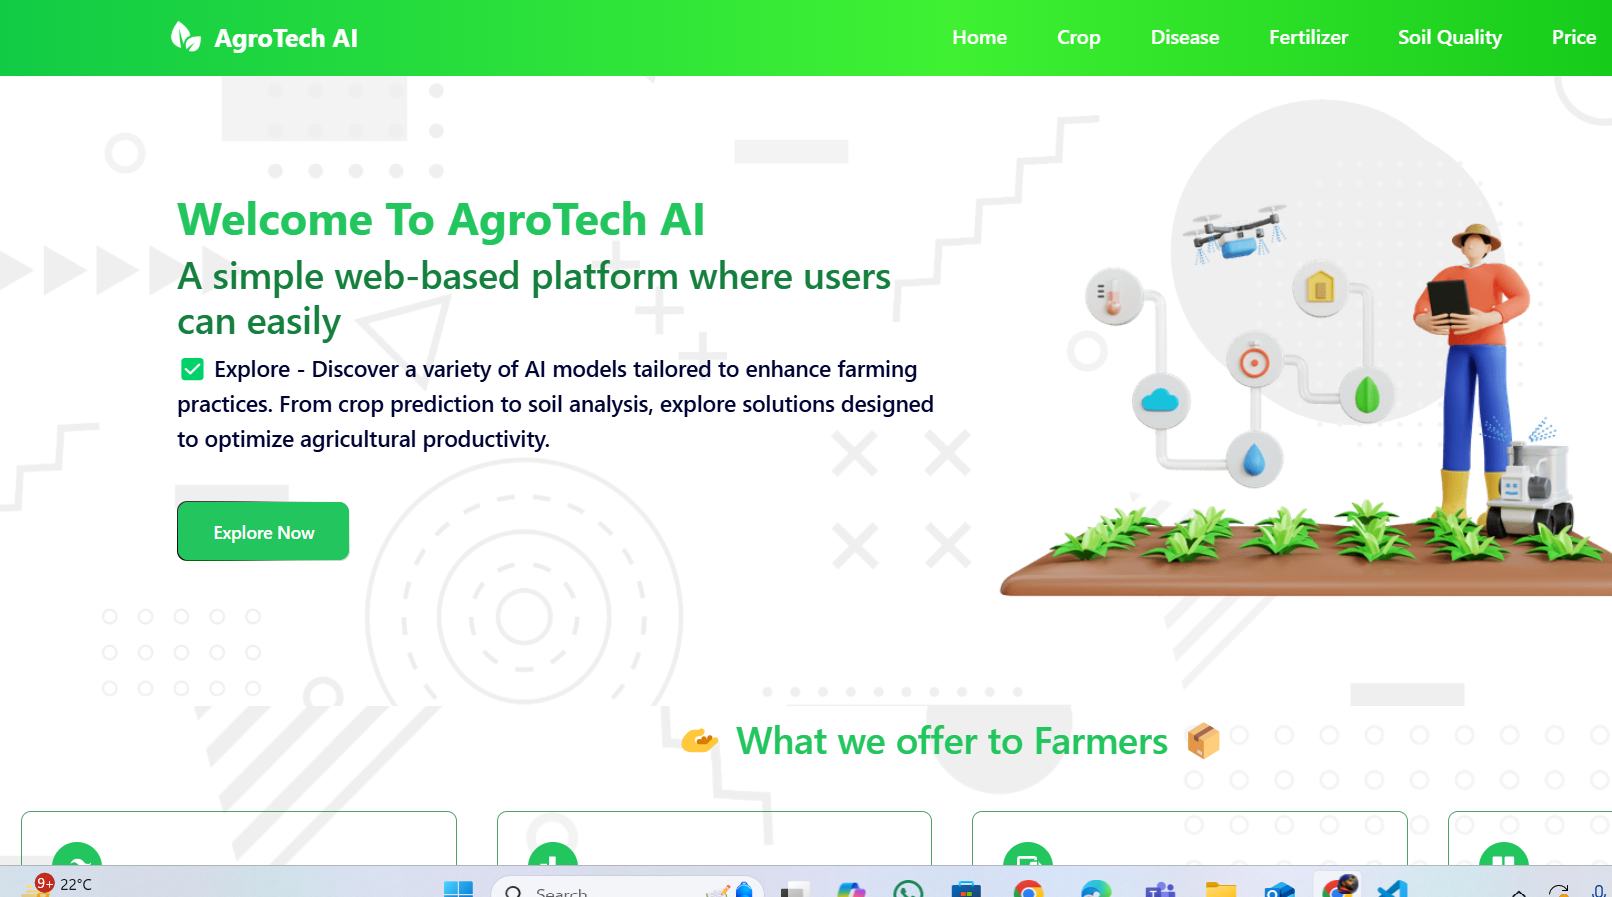 AgroTech AI
Home Crop Disease Fertilizer Soil Quality Price
Welcome To AgroTech AI
A simple web-based platform where users
can easily
Explore - Discover a variety of AI models tailored to enhance farming
practices. From crop prediction to soil analysis, explore solutions designed
to optimize agricultural productivity.
Explore Now
What we offer to Farmers
9+
22°C
Search